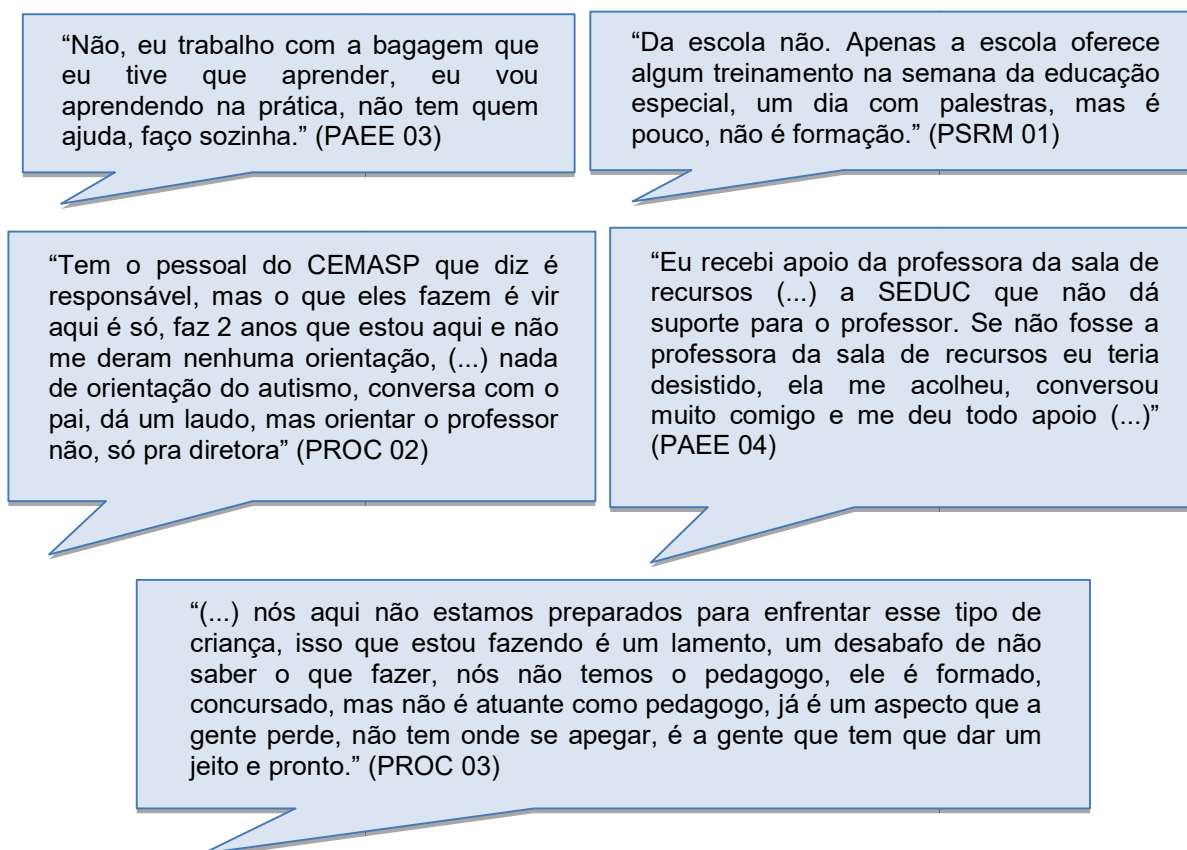 “Não, eu trabalho com a bagagem que
eu tive que aprender, eu vou
aprendendo na prática, não tem quem
ajuda, faço sozinha.” (PAEE 03)
“Da escola não. Apenas a escola oferece
algum treinamento na semana da educação
especial, um dia com palestras, mas é
pouco, não é formação.” (PSRM 01)
“Tem o pessoal do CEMASP que diz é
responsável, mas o que eles fazem é vir
aqui é só, faz 2 anos que estou aqui e não
me deram nenhuma orientação, (...) nada
de orientação do autismo, conversa com o
pai, dá um laudo, mas orientar o professor
não, só pra diretora” (PROC 02)
“Eu recebi apoio da professora da sala de
recursos (...) a SEDUC que não dá
suporte para o professor. Se não fosse a
professora da sala de recursos eu teria
desistido, ela me acolheu, conversou
muito comigo e me deu todo apoio (...)”
(PAEE 04)
“(...) nós aqui não estamos preparados para enfrentar esse tipo de
criança, isso que estou fazendo é um lamento, um desabafo de não
saber o que fazer, nós não temos o pedagogo, ele é formado,
concursado, mas não é atuante como pedagogo, já é um aspecto que a
gente perde, não tem onde se apegar, é a gente que tem que dar um
jeito e pronto.” (PROC 03)